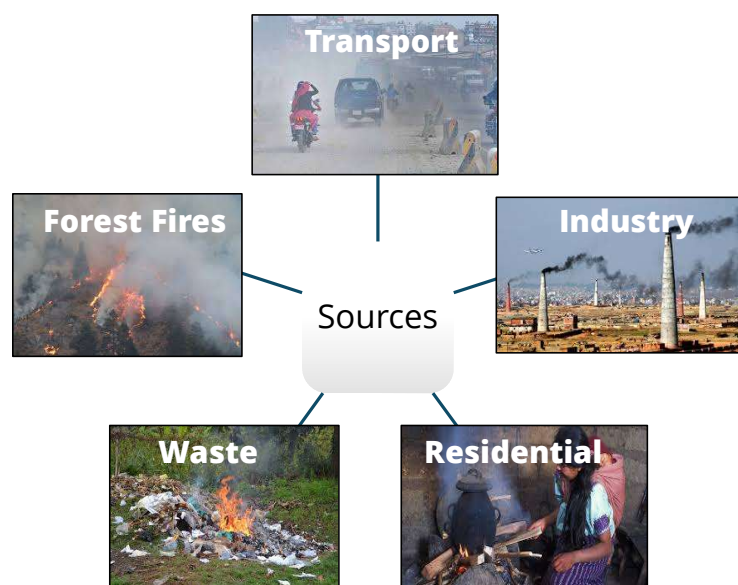 Transport
Forest Fires
Industry
Sources
Waste
Residential